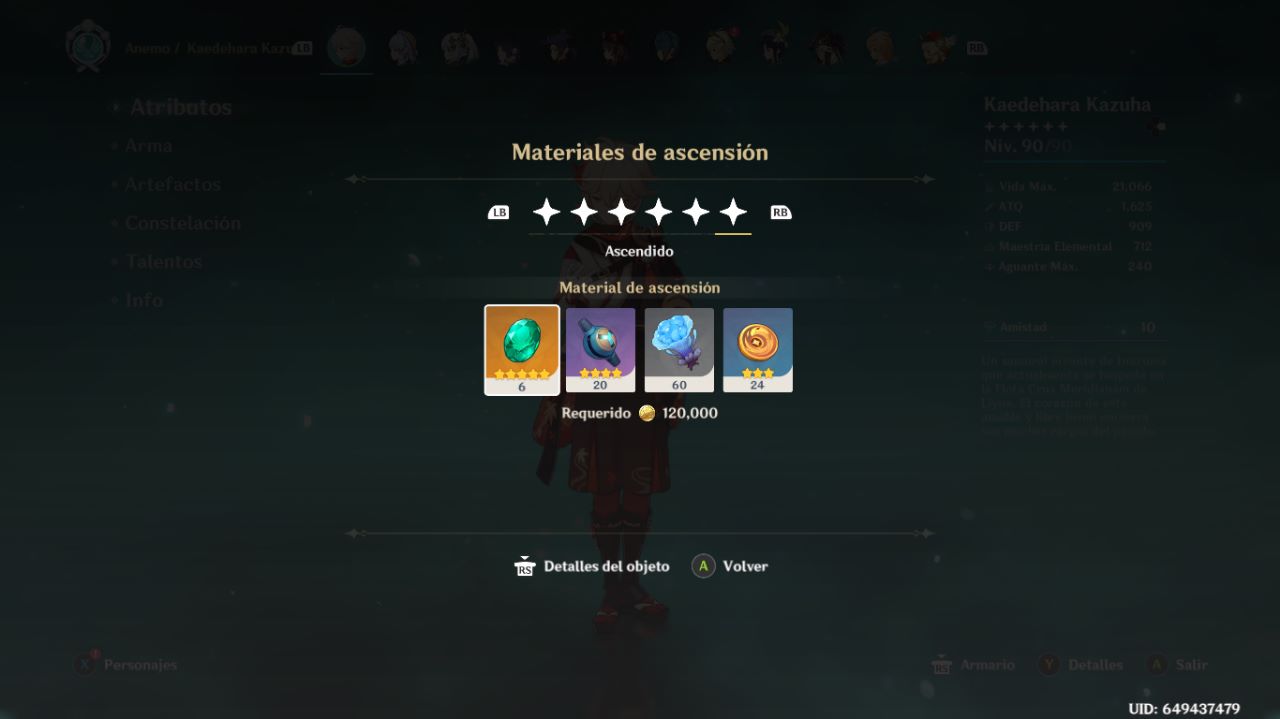 Anemo / Kaedehara Kazu
LB
RB
Atributos
Arma
Artefactos
Constelación
Talentos
Info
Materiales de ascensión
LB
RB
Ascendido
Material de ascensión
6
20
60
24
Requerido 120,000
Detalles del objeto
A Volver
RS
Kaedehara Kazuha
Niv. 90/90
Vida Máx. 21,066
ATQ 1,625
DEF 909
Maestría Elemental 712
Aguante Máx. 240
Amistad 10
X Personajes
RS Armario
Y Detalles
A Salir
UID: 649437479